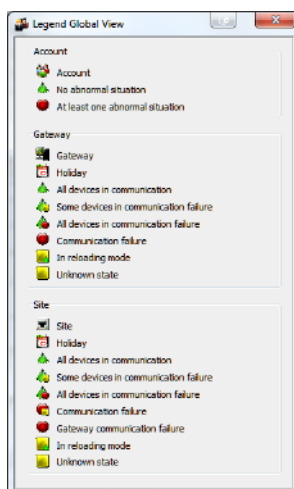 Legend Global View
Account
Account
No abnormal situation
At least one abnormal situation
Gateway
Gateway
Holiday
All devices in communication
Some devices in communication failure
All devices in communication failure
Communication failure
In reloading mode
Unknown state
Site
Site
Holiday
All devices in communication
Some devices in communication failure
All devices in communication failure
Communication failure
Gateway communication failure
In reloading mode
Unknown state